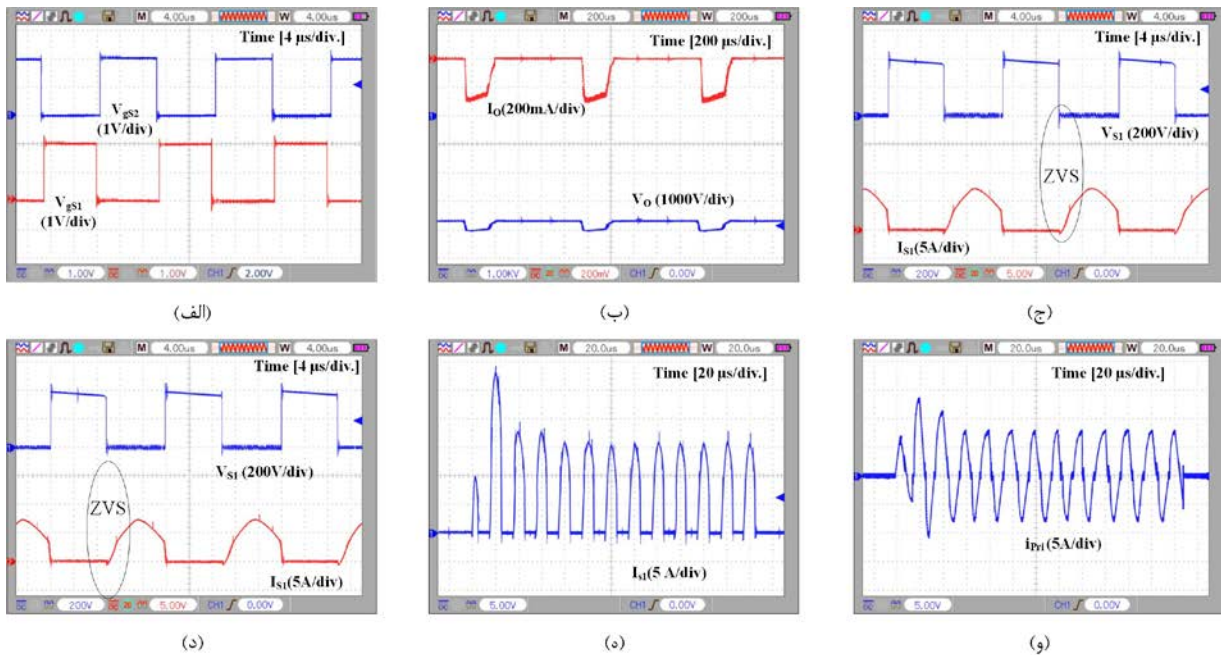 M 4.00us W 4.00us
Time [4 µs/div.]
VgS2
(1V/div)
VgS1
(1V/div)
1.00V 1.00V CH1 2.00V
(الف)
M 200us W 200us
Time [200 µs/div.]
IO(200mA/div)
VO (1000V/div)
1.00KV 200mV CH1 0.00V
(ب)
M 4.00us W 4.00us
Time [4 µs/div.]
VS1 (200V/div)
ZVS
IS1(5A/div)
200V 5.00V CH1 0.00V
(ج)
M 4.00us W 4.00us
Time [4 µs/div.]
VS1 (200V/div)
ZVS
IS1(5A/div)
200V 5.00V CH1 0.00V
(د)
M 20.0us W 20.0us
Time [20 µs/div.]
Is1(5 A/div)
5.00V CH1 0.00V
(ه)
M 20.0us W 20.0us
Time [20 µs/div.]
iPri (5A/div)
5.00V CH1 0.00V
(و)